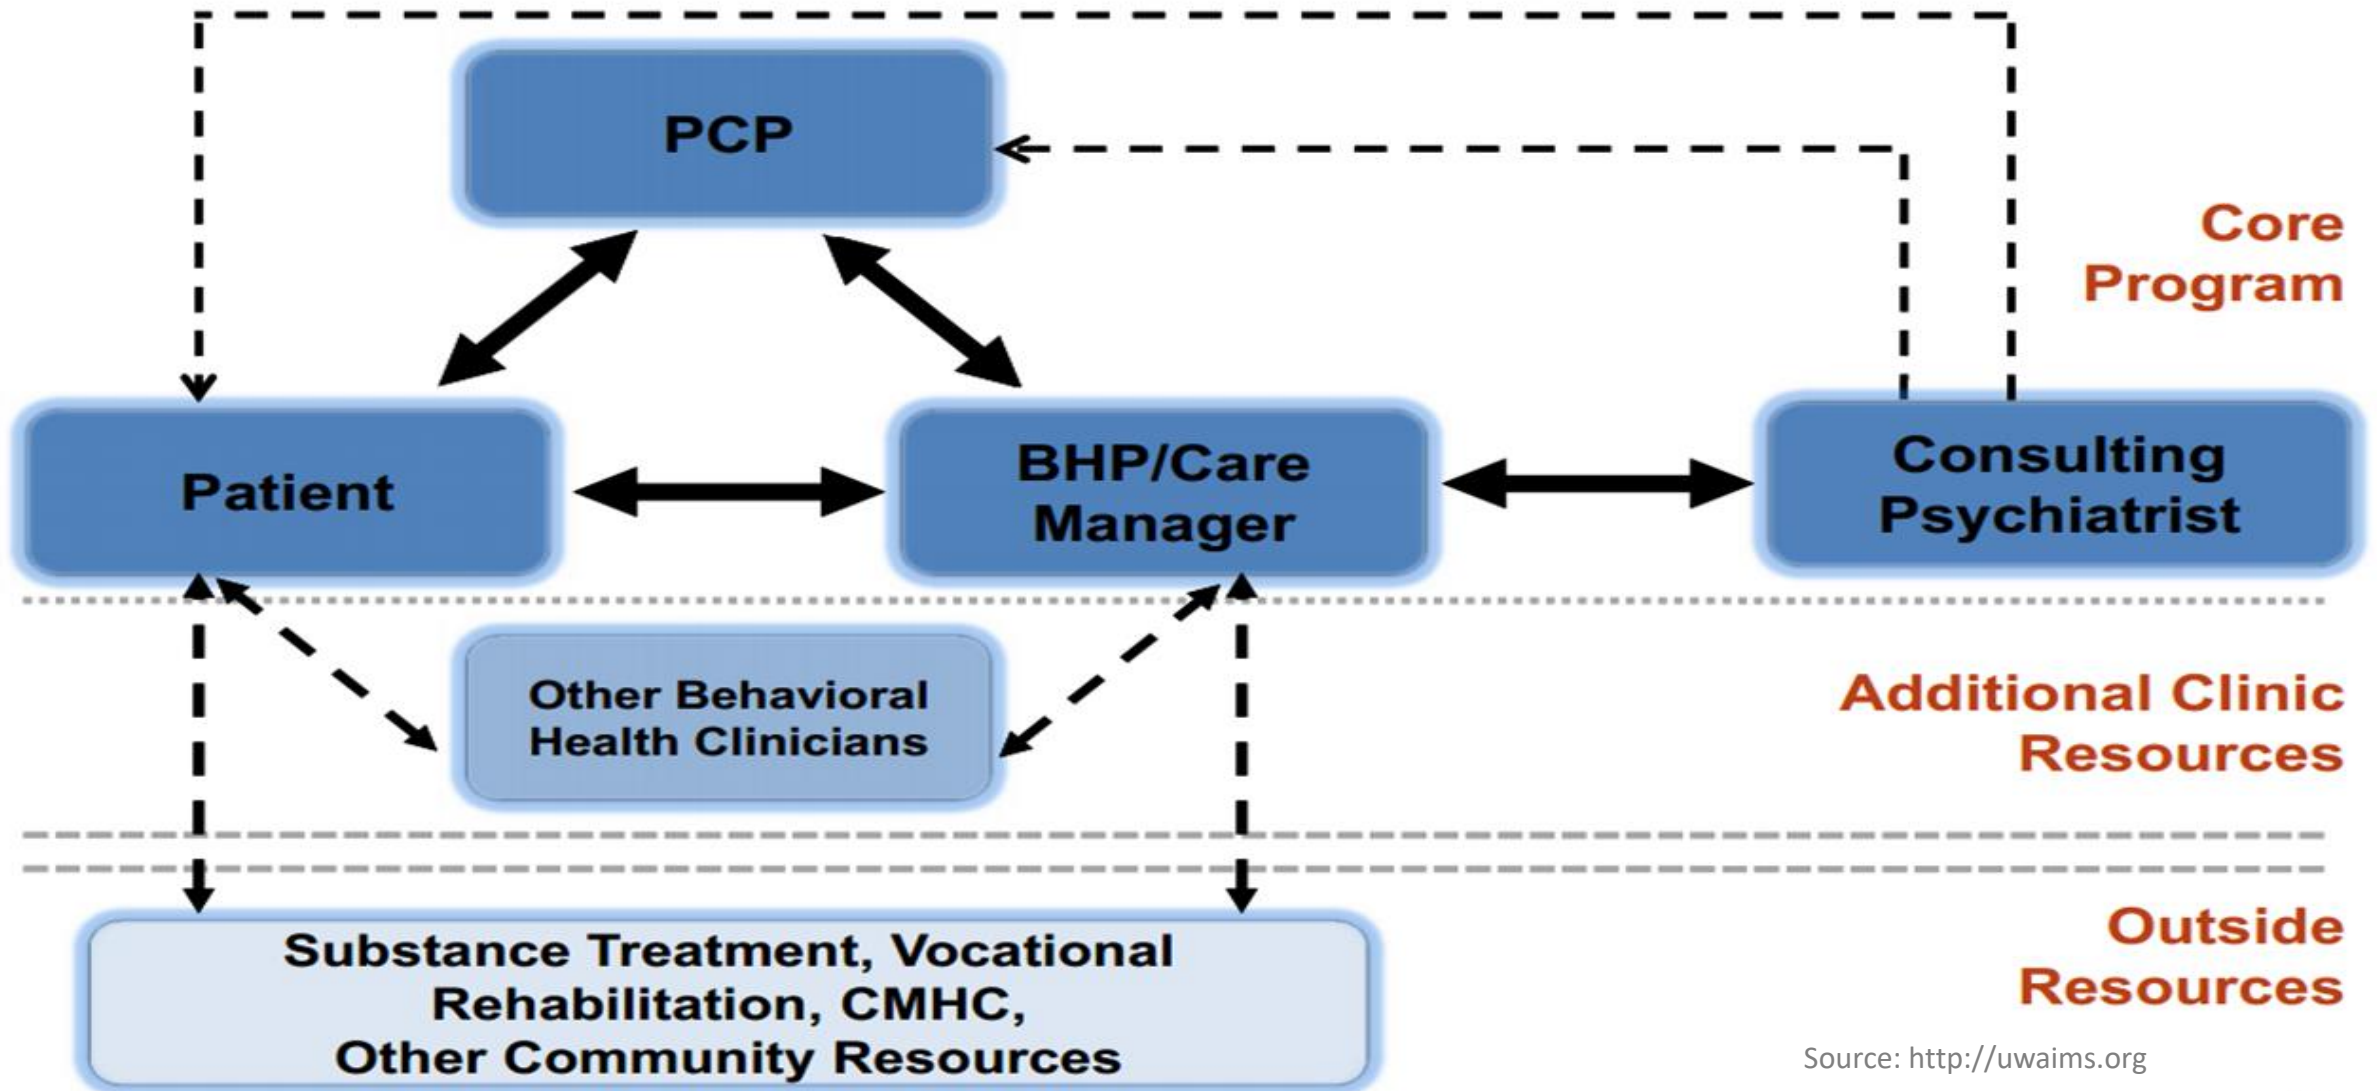 PCP
Core
Program
Patient
BHP/Care
Manager
Consulting
Psychiatrist
Other Behavioral
Health Clinicians
Additional Clinic
Resources
Substance Treatment, Vocational
Rehabilitation, CMHC,
Other Community Resources
Outside
Resources
Source: http://uwaims.org